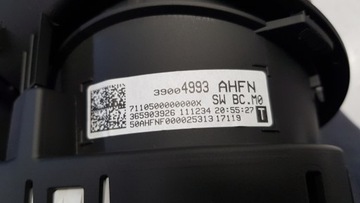 39004993 AHFN
SW BC.M0
7110500000000X
365903926 111234 20:55:27
50AHFNF000025313 17119 T